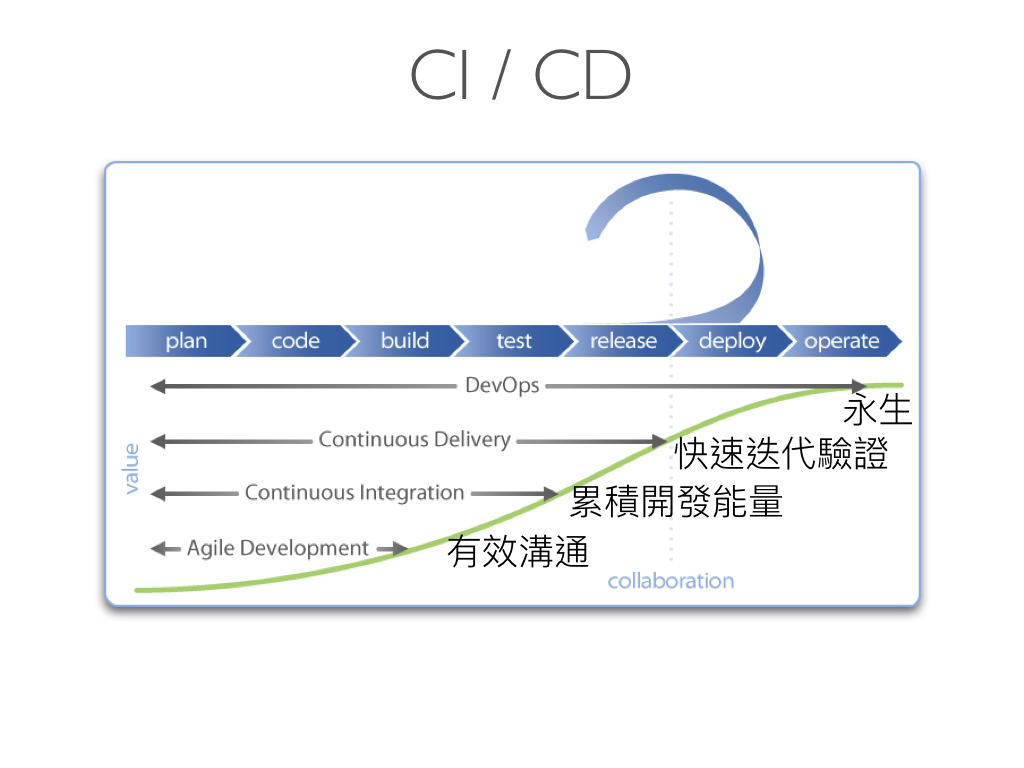 CI / CD
plan code build test release deploy operate
DevOps
永生
Continuous Delivery
快速迭代驗證
value
Continuous Integration
累積開發能量
Agile Development
有效溝通
collaboration